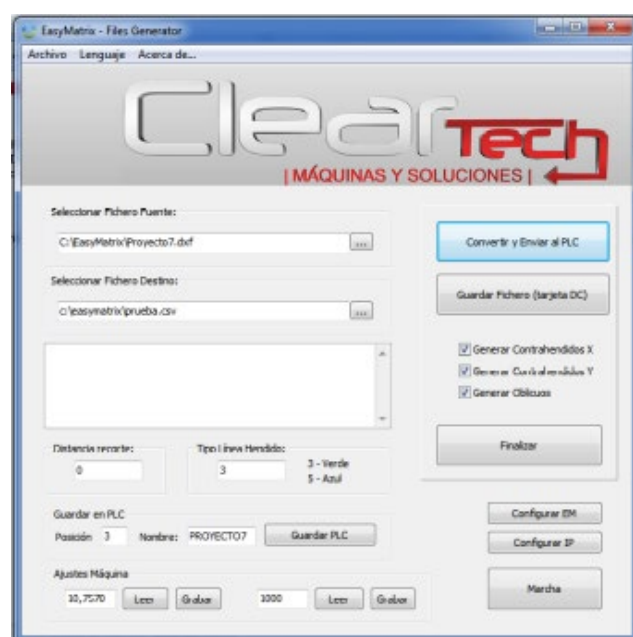 EasyMatrix - Files Generator
Archivo Lenguaje Acerca de...
ClearTech
| MÁQUINAS Y SOLUCIONES |
Seleccionar Fichero Fuente:
C:\EasyMatrix\Proyecto7.dxf
...
Seleccionar Fichero Destino:
c:\easymatrix\prueba.csv
...
Convertir y Enviar al PLC
Guardar Fichero (tarjeta DC)
Generar Contrahendidos X
Generar Contrahendidos Y
Generar Oblicuos
Finalizar
Distancia recorte:
0
Tipo Línea Hendido:
3
3 - Verde
5 - Azul
Guardar en PLC
Posición 3 Nombre: PROYECTO7 Guardar PLC
Configurar EM
Configurar IP
Ajustes Máquina
10,7570 Leer Grabar 1000 Leer Grabar
Marcha